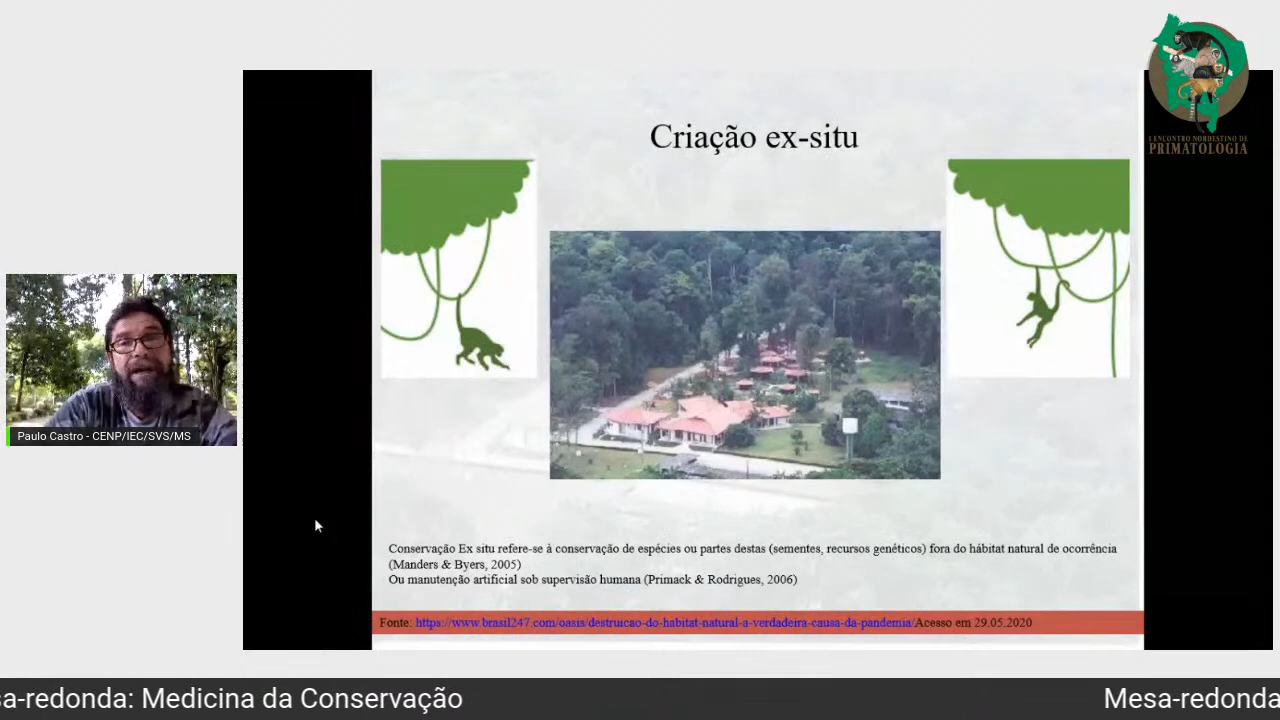 I ENCONTRO NORDESTINO DE
PRIMATOLOGIA
Criação ex-situ
Paulo Castro - CENP/IEC/SVS/MS
Conservação Ex situ refere-se à conservação de espécies ou partes destas (sementes, recursos genéticos) fora do hábitat natural de ocorrência
(Manders & Byers, 2005)
Ou manutenção artificial sob supervisão humana (Primack & Rodrigues, 2006)
Fonte: https://www.brasil247.com/oasis/destruicao-do-habitat-natural-a-verdadeira-causa-da-pandemia/Acesso em 29.05.2020
sa-redonda: Medicina da Conservação Mesa-redonda